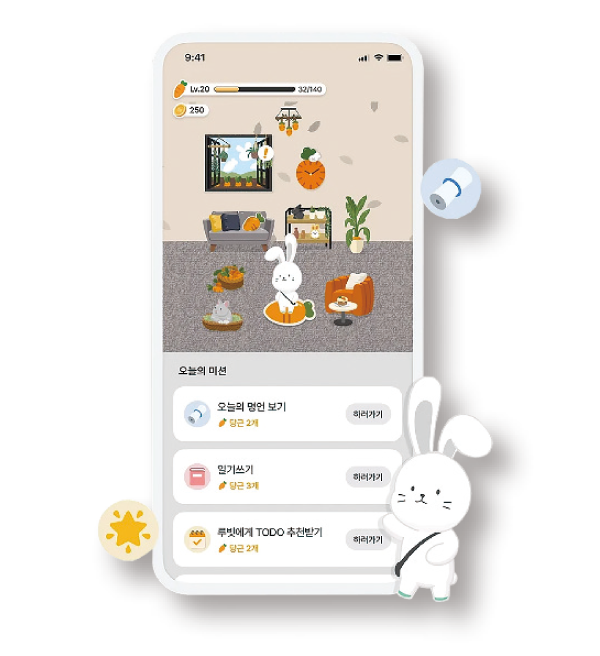 9:41
Lv.20 32/140
250
!
오늘의 미션
오늘의 명언 보기
당근 2개
하러가기
일기쓰기
당근 3개
하러가기
루빗에게 TODO 추천받기
당근 2개
하러가기